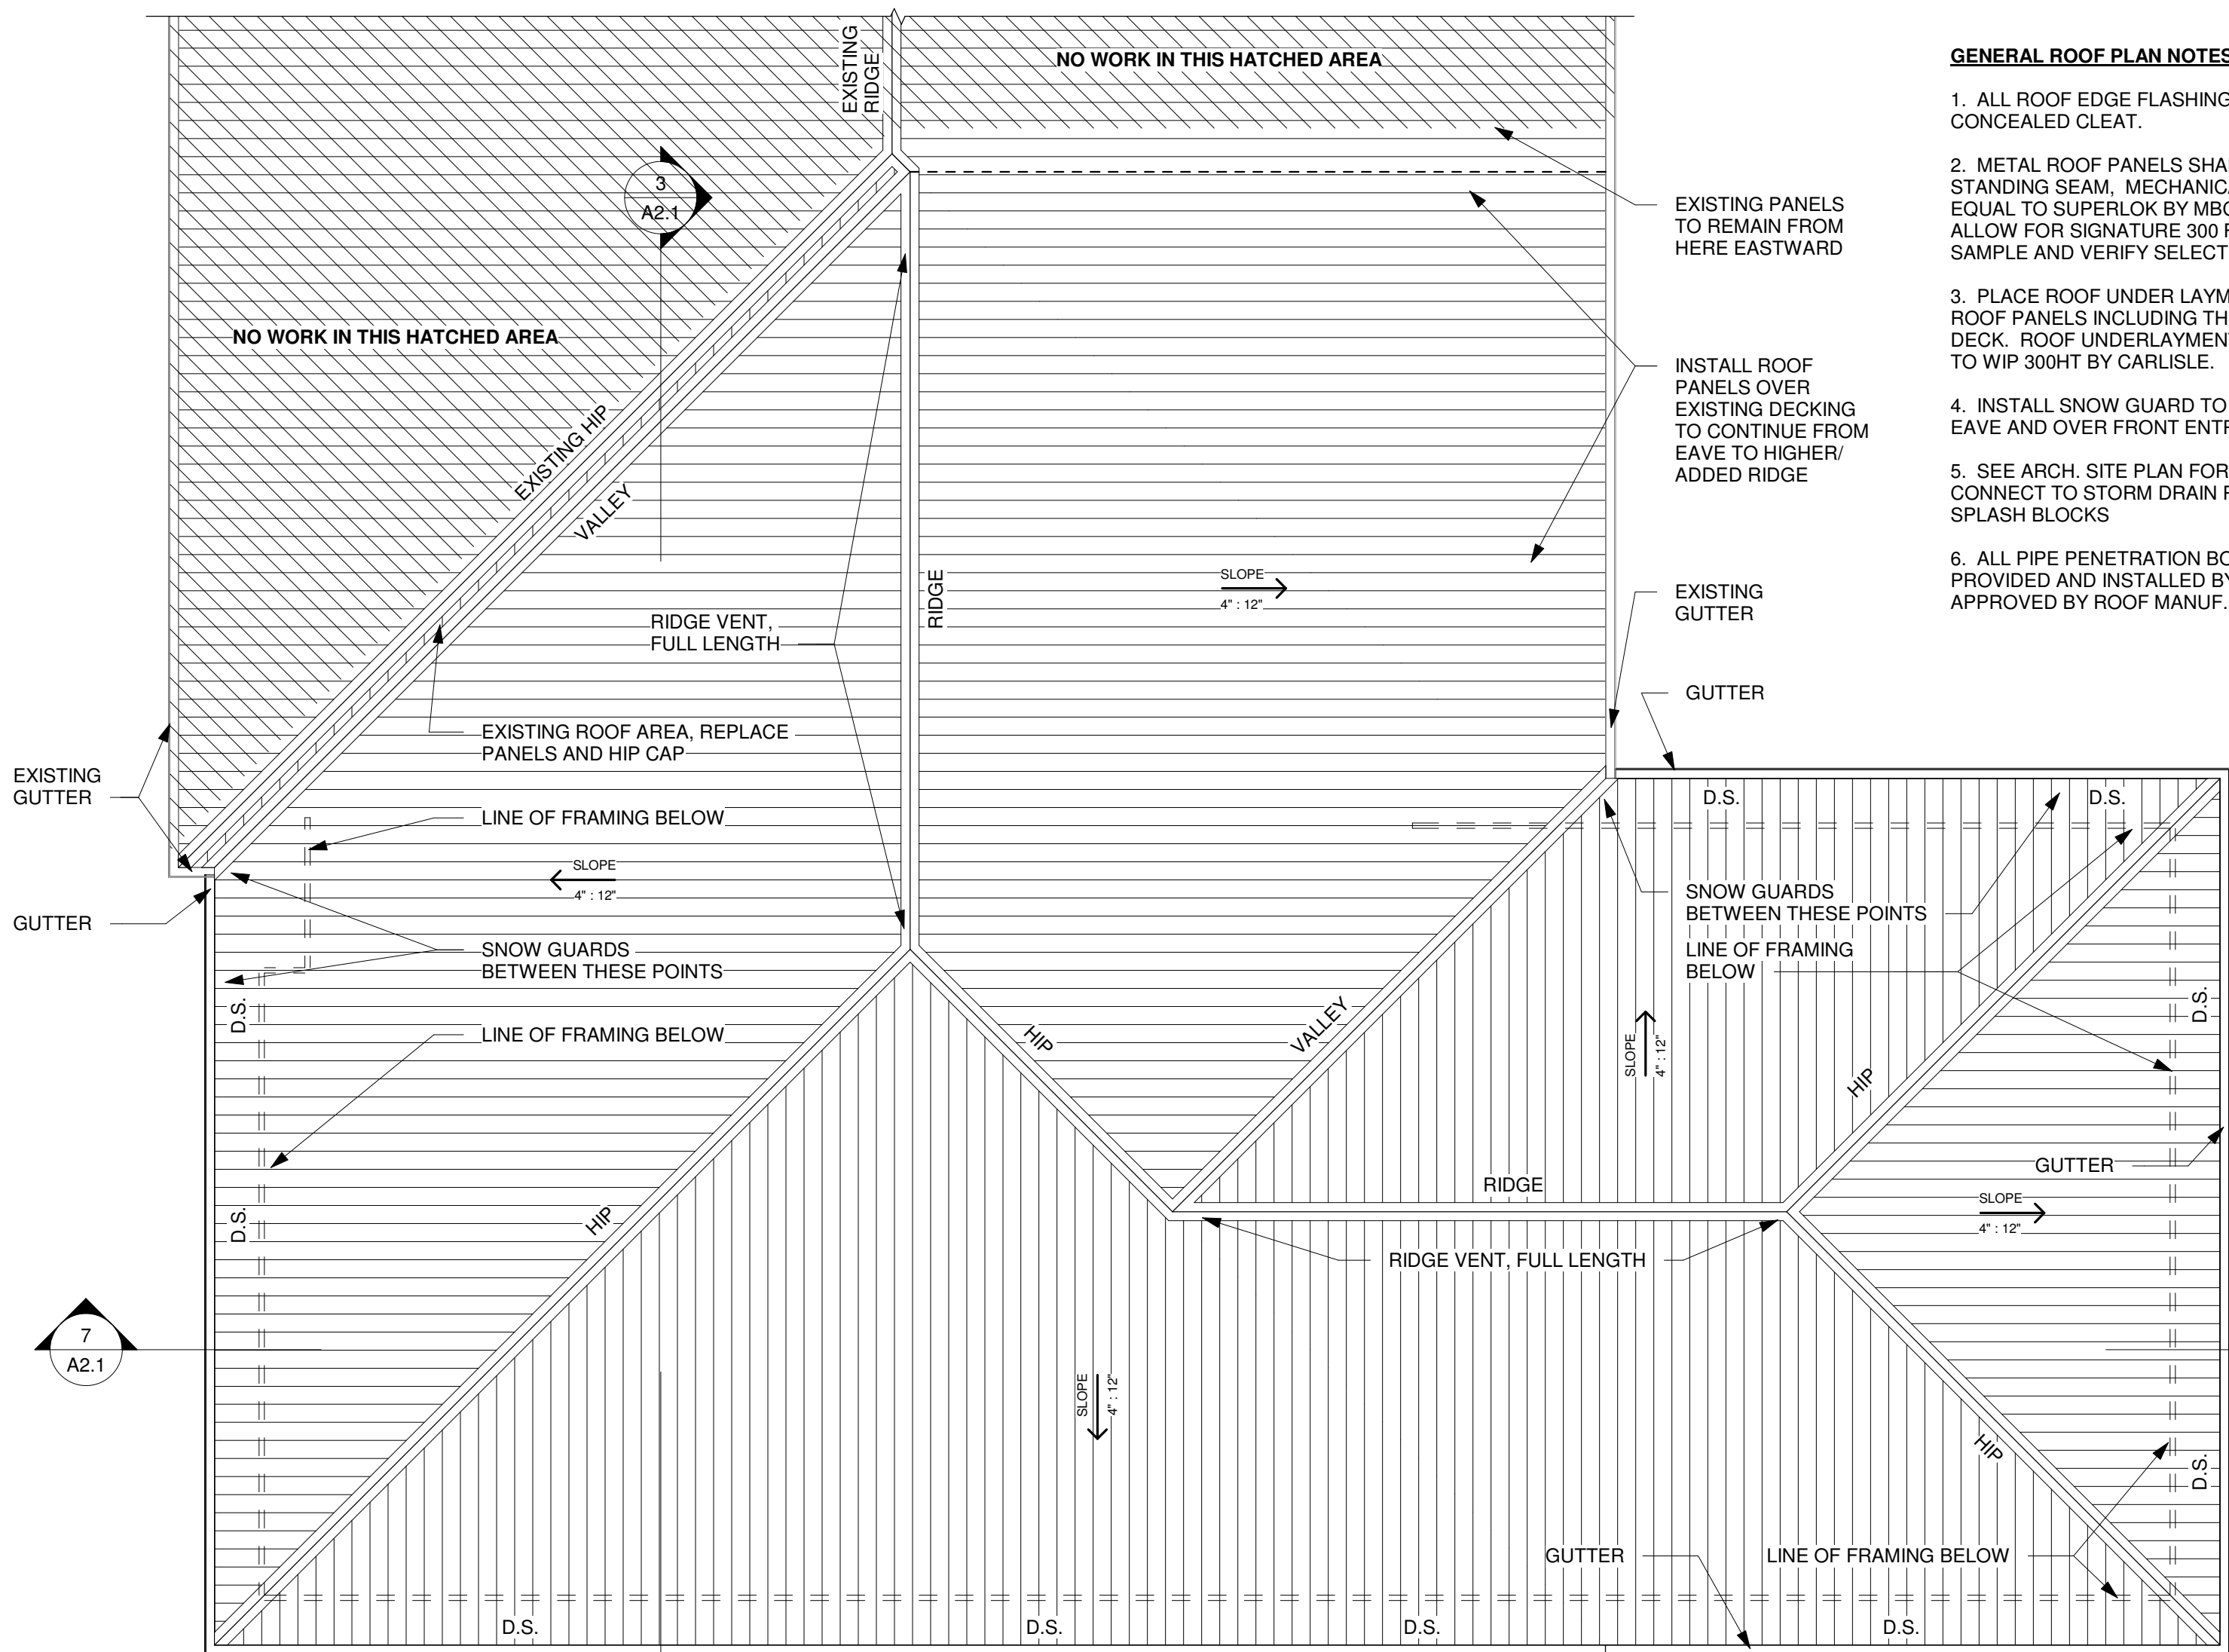 EXISTING
RIDGE
NO WORK IN THIS HATCHED AREA
3
A2.1
NO WORK IN THIS HATCHED AREA
EXISTING HIP
VALLEY
RIDGE
SLOPE
4" : 12"
RIDGE VENT,
FULL LENGTH
EXISTING ROOF AREA, REPLACE
PANELS AND HIP CAP
EXISTING
GUTTER
LINE OF FRAMING BELOW
SLOPE
4" : 12"
GUTTER
SNOW GUARDS
BETWEEN THESE POINTS
D.S.
LINE OF FRAMING BELOW
D.S.
HIP
7
A2.1
HIP
VALLEY
SLOPE
4" : 12"
RIDGE
RIDGE VENT, FULL LENGTH
SLOPE
4" : 12"
D.S.
D.S.
D.S.
D.S.
GUTTER
LINE OF FRAMING BELOW
HIP
D.S.
SLOPE
4" : 12"
GUTTER
HIP
D.S.
LINE OF FRAMING
BELOW
SNOW GUARDS
BETWEEN THESE POINTS
D.S.
D.S.
GUTTER
EXISTING
GUTTER
INSTALL ROOF
PANELS OVER
EXISTING DECKING
TO CONTINUE FROM
EAVE TO HIGHER/
ADDED RIDGE
EXISTING PANELS
TO REMAIN FROM
HERE EASTWARD
GENERAL ROOF PLAN NOTES
1. ALL ROOF EDGE FLASHING
CONCEALED CLEAT.
2. METAL ROOF PANELS
STANDING SEAM,
EQUAL TO SUPERLOK BY
ALLOW FOR SIGNATURE 300
SAMPLE AND VERIFY
3. PLACE ROOF UNDER
ROOF PANELS INCLUDING
DECK. ROOF
TO WIP 300HT BY CARLISLE.
4. INSTALL SNOW GUARD TO
EAVE AND OVER FRONT
5. SEE ARCH. SITE PLAN FOR
CONNECT TO STORM DRAIN
SPLASH BLOCKS
6. ALL PIPE PENETRATION
PROVIDED AND INSTALLED BY
APPROVED BY ROOF MANUF.